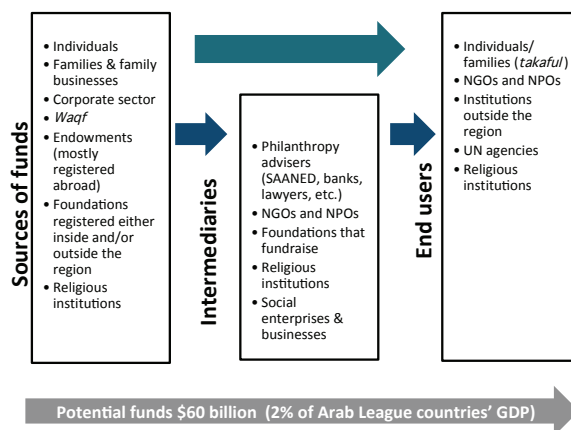 Sources of funds
• Individuals
• Families & family
businesses
• Corporate sector
• Waqf
• Endowments
(mostly
registered
abroad)
• Foundations
registered either
inside and/or
outside the
region
• Religious
institutions
Intermediaries
• Philanthropy
advisers
(SAANED, banks,
lawyers, etc.)
• NGOs and NPOs
• Foundations that
fundraise
• Religious
institutions
• Social
enterprises &
businesses
End users
• Individuals/
families (takaful)
• NGOs and NPOs
• Institutions
outside the
region
• UN agencies
• Religious
institutions
Potential funds $60 billion (2% of Arab League countries’ GDP)